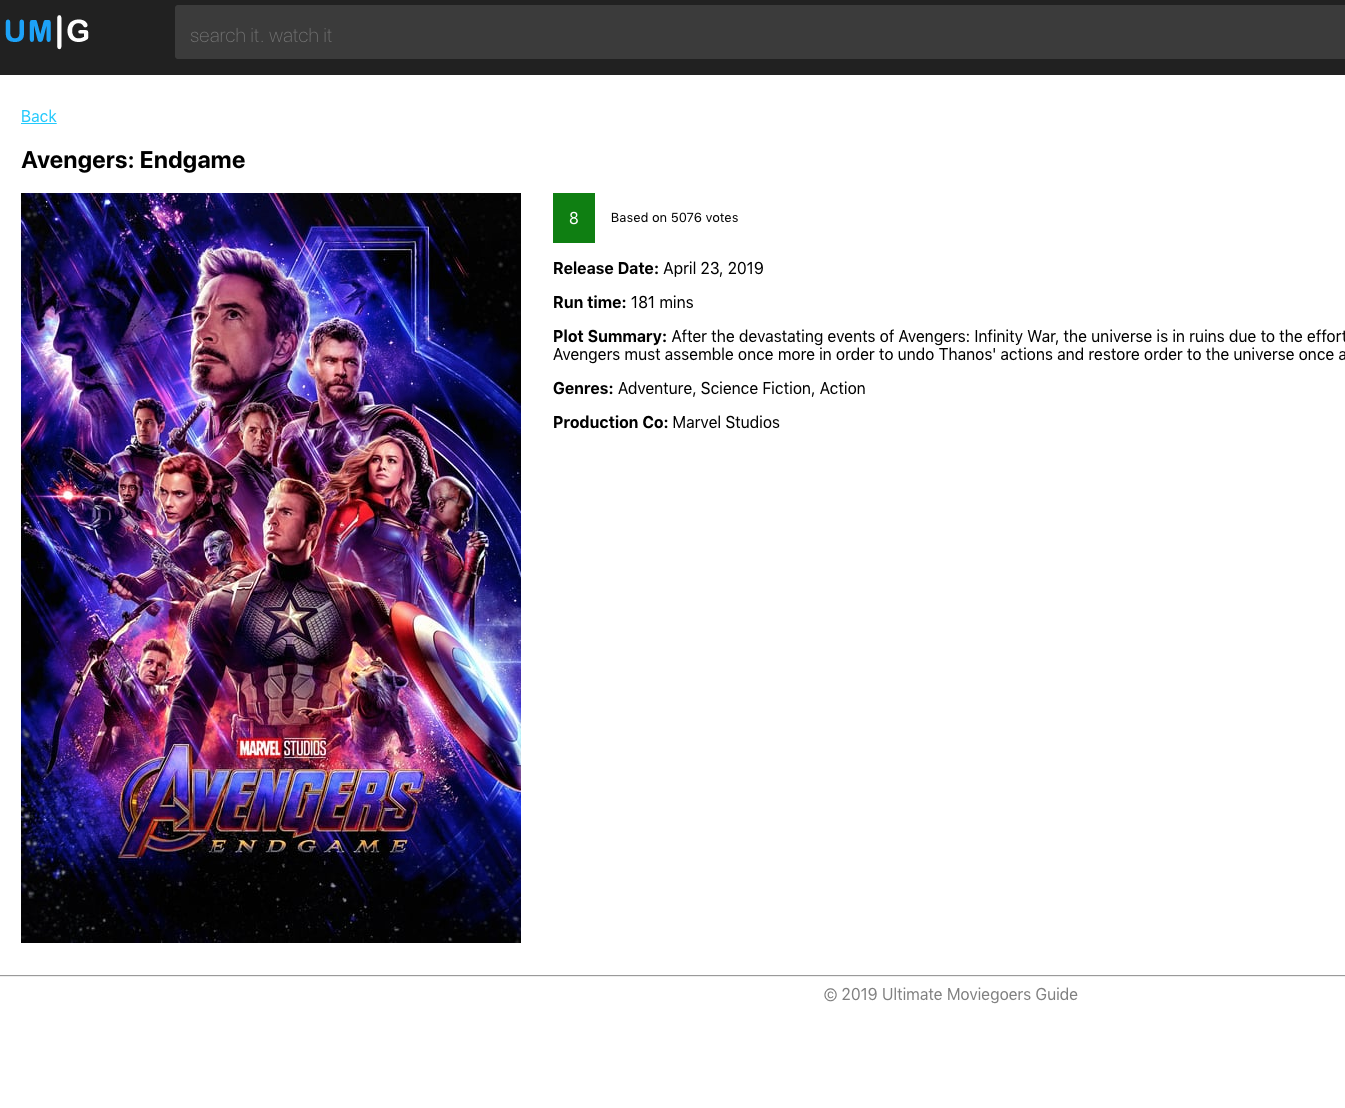 UM|G
search it. watch it
Back
Avengers: Endgame
8
Based on 5076 votes
Release Date: April 23, 2019
Run time: 181 mins
Plot Summary: After the devastating events of Avengers: Infinity War, the universe is in ruins due to the effort
Avengers must assemble once more in order to undo Thanos' actions and restore order to the universe once a
Genres: Adventure, Science Fiction, Action
Production Co: Marvel Studios
MARVEL STUDIOS
AVENGERS
ENDGAME
© 2019 Ultimate Moviegoers Guide